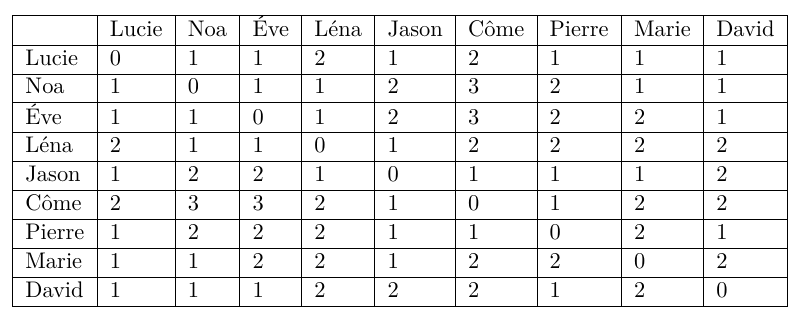 Lucie Noa Éve Léna Jason Côme Pierre Marie David
Lucie 0 1 1 2 1 2 1 1 1
Noa 1 0 1 1 2 3 2 1 1
Éve 1 1 0 1 2 3 2 2 1
Léna 2 1 1 0 1 2 2 2 2
Jason 1 2 2 1 0 1 1 1 2
Côme 2 3 3 2 1 0 1 2 2
Pierre 1 2 2 2 1 1 0 2 1
Marie 1 1 2 2 1 2 2 0 2
David 1 1 1 2 2 2 1 2 0